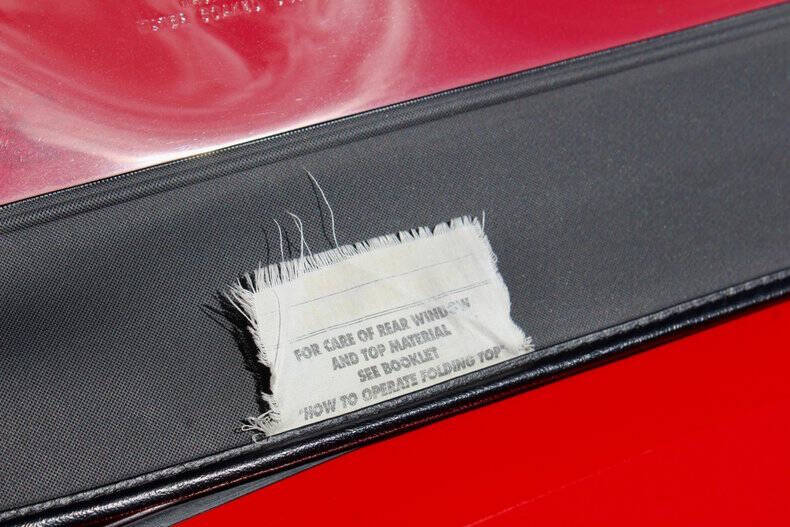 FOR CARE OF REAR WINDOW
AND TOP MATERIAL
SEE BOOKLET
"HOW TO OPERATE FOLDING TOP"